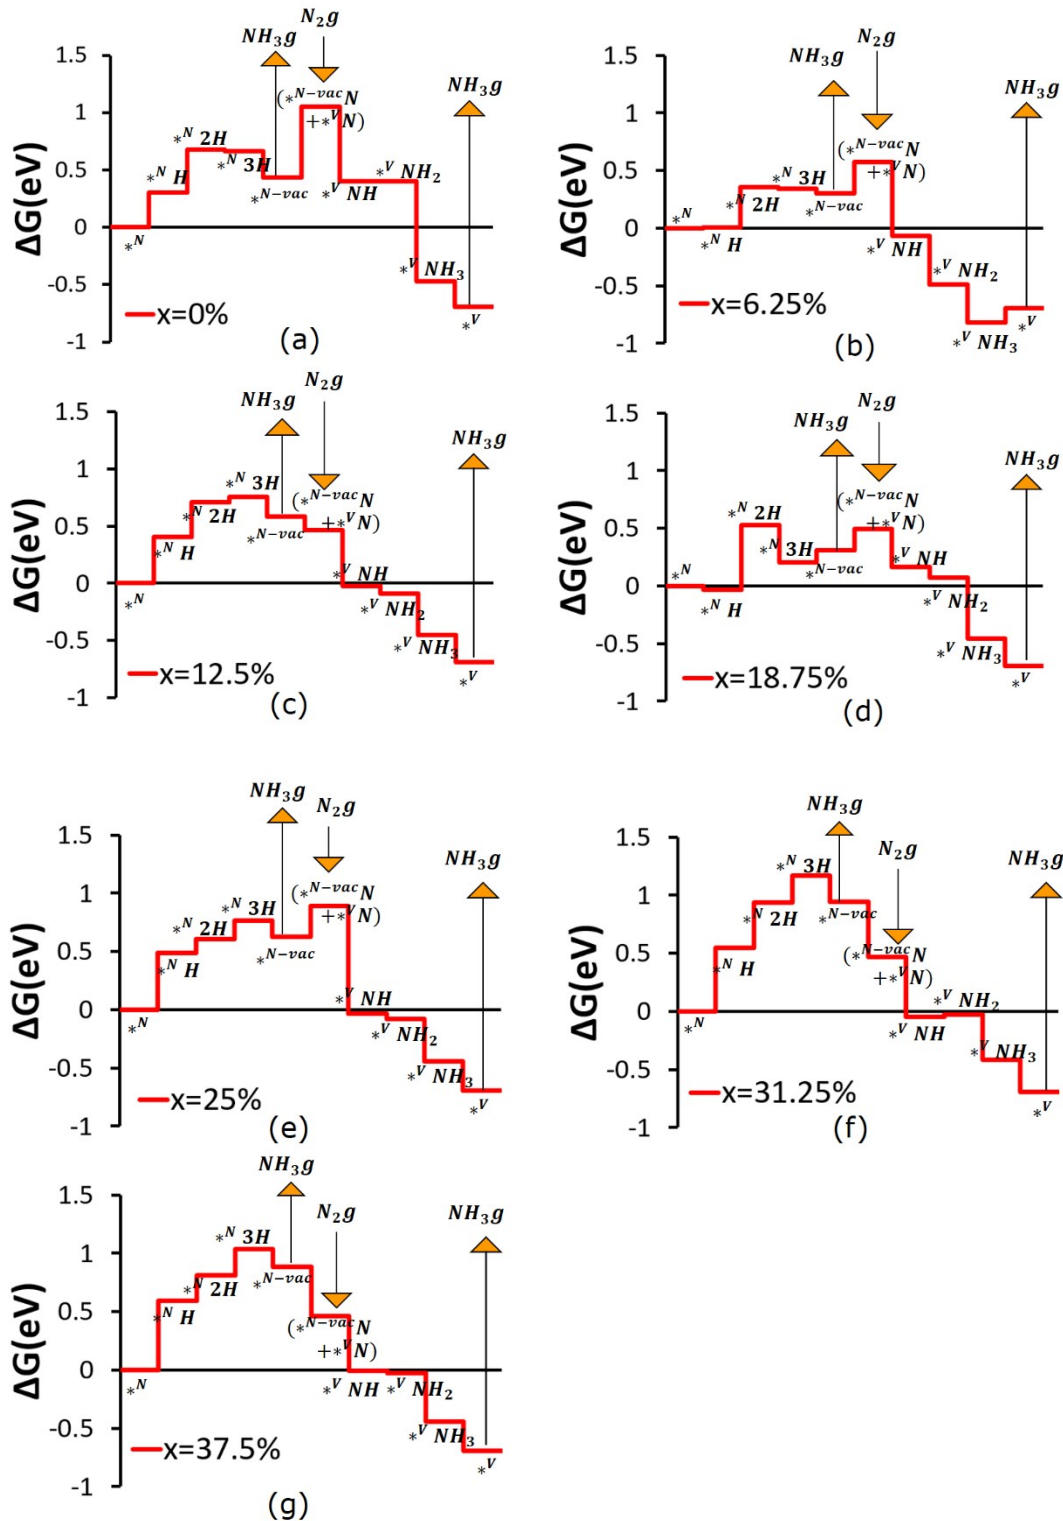 NH₃g
N₂g
NH₃g
ΔG(eV)
1.5
1
0.5
0
-0.5
-1
*ᴺ
*ᴺ H
*ᴺ 2H
*ᴺ 3H
*ᴺ⁻ᵛᵃᶜ
(*ᴺ⁻ᵛᵃᶜN
+*ⱽN)
*ⱽ NH
*ⱽ NH₂
*ⱽ NH₃
*ⱽ
x=0%
(a)
NH₃g
N₂g
NH₃g
ΔG(eV)
1.5
1
0.5
0
-0.5
-1
*ᴺ
*ᴺ H
*ᴺ 2H
*ᴺ 3H
*ᴺ⁻ᵛᵃᶜ
(*ᴺ⁻ᵛᵃᶜN
+*ⱽN)
*ⱽ NH
*ⱽ NH₂
*ⱽ NH₃
*ⱽ
x=6.25%
(b)
NH₃g
N₂g
NH₃g
ΔG(eV)
1.5
1
0.5
0
-0.5
-1
*ᴺ
*ᴺ H
*ᴺ 2H
*ᴺ 3H
*ᴺ⁻ᵛᵃᶜ
(*ᴺ⁻ᵛᵃᶜN
+*ⱽN)
*ⱽ NH
*ⱽ NH₂
*ⱽ NH₃
*ⱽ
x=12.5%
(c)
NH₃g
N₂g
NH₃g
ΔG(eV)
1.5
1
0.5
0
-0.5
-1
*ᴺ
*ᴺ H
*ᴺ 2H
*ᴺ 3H
*ᴺ⁻ᵛᵃᶜ
(*ᴺ⁻ᵛᵃᶜN
+*ⱽN)
*ⱽ NH
*ⱽ NH₂
*ⱽ NH₃
*ⱽ
x=18.75%
(d)
NH₃g
N₂g
NH₃g
ΔG(eV)
1.5
1
0.5
0
-0.5
-1
*ᴺ
*ᴺ H
*ᴺ 2H
*ᴺ 3H
*ᴺ⁻ᵛᵃᶜ
(*ᴺ⁻ᵛᵃᶜN
+*ⱽN)
*ⱽ NH
*ⱽ NH₂
*ⱽ NH₃
*ⱽ
x=25%
(e)
NH₃g
N₂g
NH₃g
ΔG(eV)
1.5
1
0.5
0
-0.5
-1
*ᴺ
*ᴺ H
*ᴺ 2H
*ᴺ 3H
*ᴺ⁻ᵛᵃᶜ
(*ᴺ⁻ᵛᵃᶜN
+*ⱽN)
*ⱽ NH
*ⱽ NH₂
*ⱽ NH₃
*ⱽ
x=31.25%
(f)
NH₃g
N₂g
NH₃g
ΔG(eV)
1.5
1
0.5
0
-0.5
-1
*ᴺ
*ᴺ H
*ᴺ 2H
*ᴺ 3H
*ᴺ⁻ᵛᵃᶜ
(*ᴺ⁻ᵛᵃᶜN
+*ⱽN)
*ⱽ NH
*ⱽ NH₂
*ⱽ NH₃
*ⱽ
x=37.5%
(g)